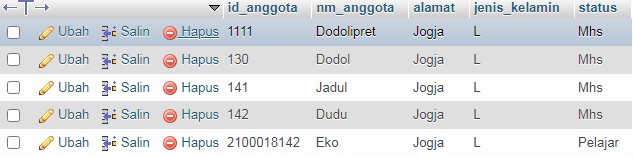 id_anggota nm_anggota alamat jenis_kelamin status
Ubah Salin Hapus 1111 Dodolipret Jogja L Mhs
Ubah Salin Hapus 130 Dodol Jogja L Mhs
Ubah Salin Hapus 141 Jadul Jogja L Mhs
Ubah Salin Hapus 142 Dudu Jogja L Mhs
Ubah Salin Hapus 2100018142 Eko Jogja L Pelajar